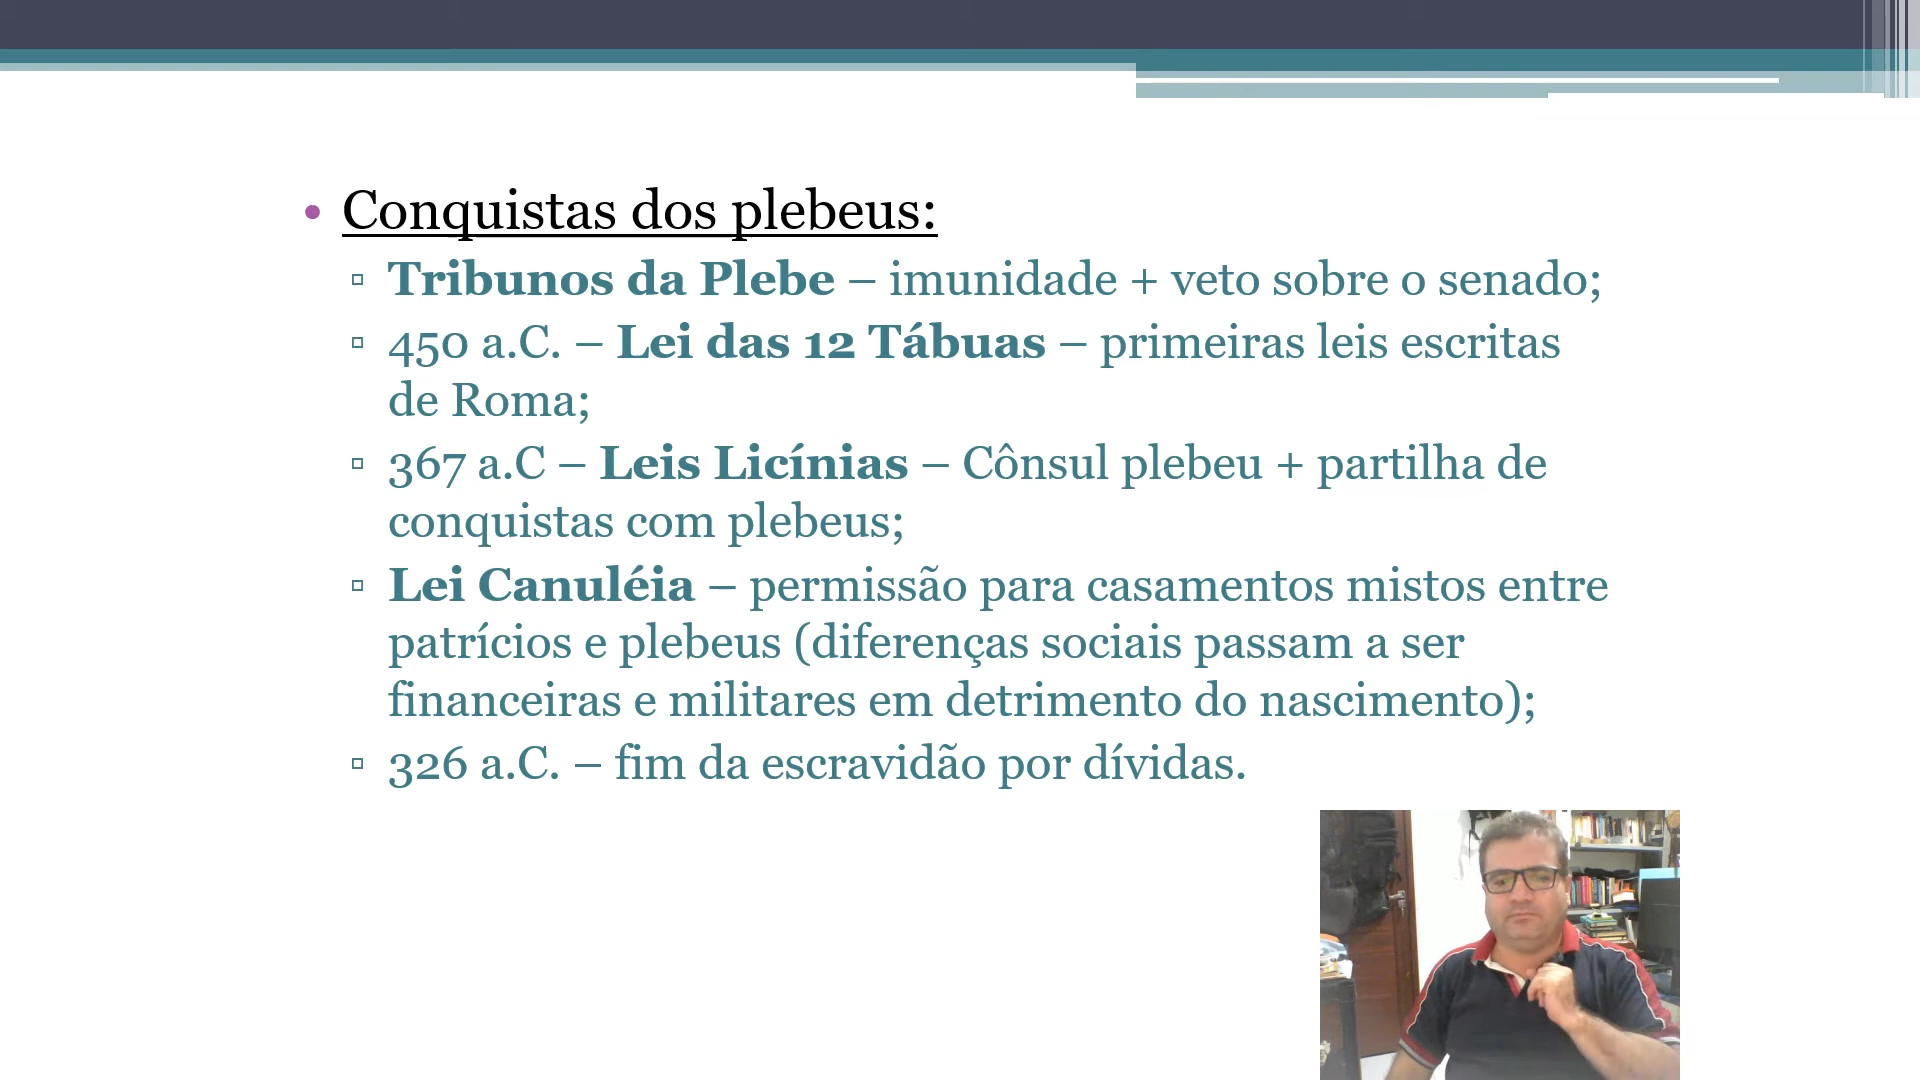 • Conquistas dos plebeus:
▫ Tribunos da Plebe – imunidade + veto sobre o senado;
▫ 450 a.C. – Lei das 12 Tábuas – primeiras leis escritas
de Roma;
▫ 367 a.C – Leis Licínias – Cônsul plebeu + partilha de
conquistas com plebeus;
▫ Lei Canuléia – permissão para casamentos mistos entre
patrícios e plebeus (diferenças sociais passam a ser
financeiras e militares em detrimento do nascimento);
▫ 326 a.C. – fim da escravidão por dívidas.